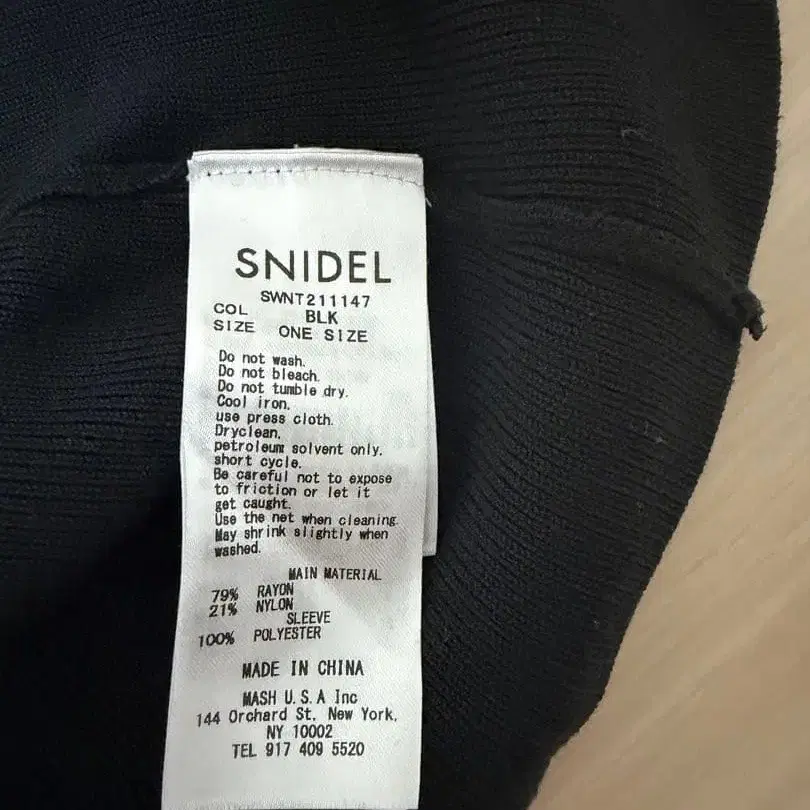 SNIDEL
SWNT211147
COL BLK
SIZE ONE SIZE
Do not wash.
Do not bleach.
Do not tumble dry.
Cool iron.
use press cloth.
Dryclean.
petroleum solvent only.
short cycle.
Be careful not to expose
to friction or let it
get caught.
Use the net when cleaning.
May shrink slightly when
washed.
MAIN MATERIAL
79% RAYON
21% NYLON
SLEEVE
100% POLYESTER
MADE IN CHINA
MASH U.S.A Inc
144 Orchard St. New York.
NY 10002
TEL 917 409 5520